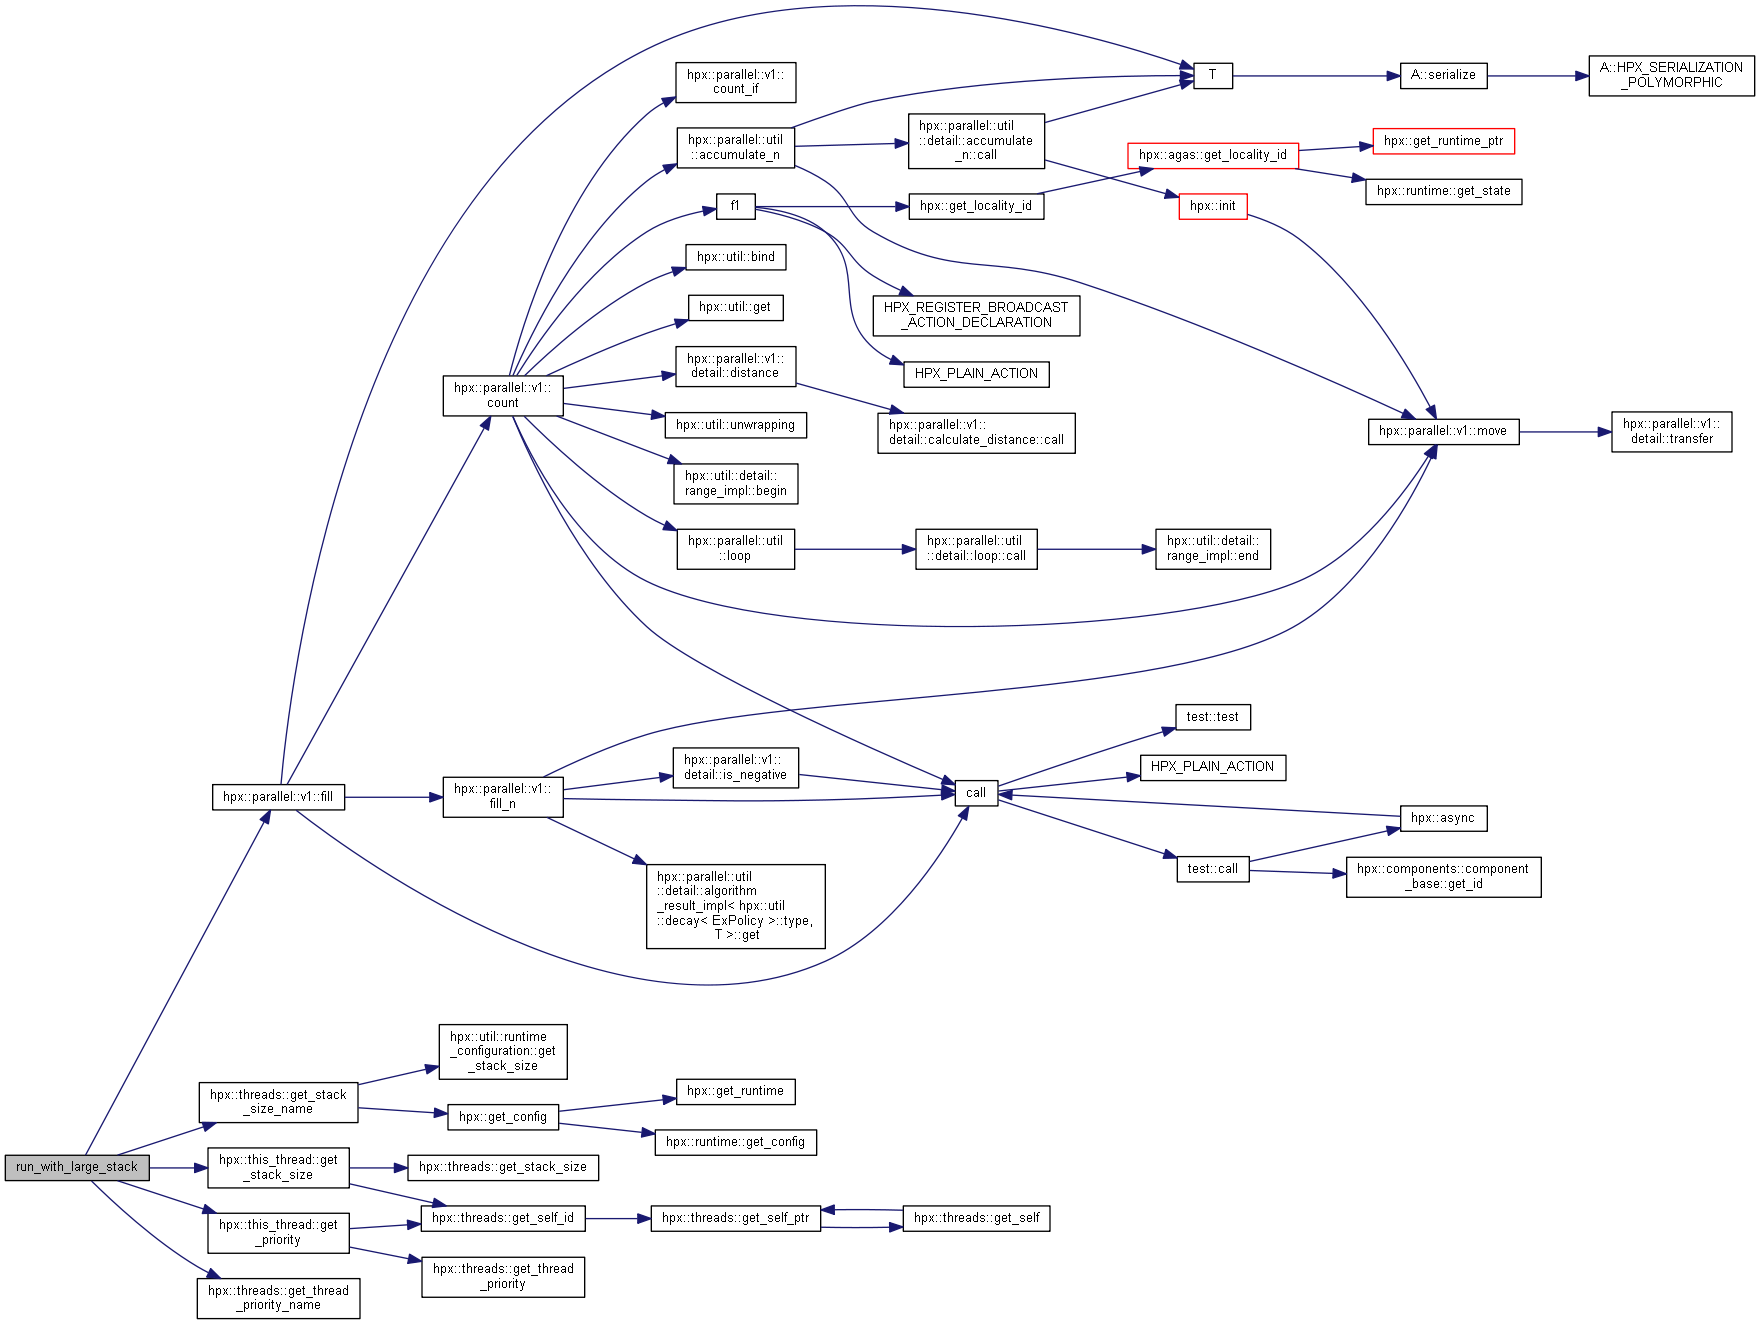 run_with_large_stack
hpx::parallel::v1::fill
hpx::parallel::v1::
count
hpx::parallel::v1::
count_if
hpx::parallel::util
::accumulate_n
f1
hpx::util::bind
hpx::util::get
hpx::parallel::v1::
detail::distance
hpx::util::unwrapping
hpx::util::detail::
range_impl::begin
hpx::parallel::util
::loop
T
A::serialize
A::HPX_SERIALIZATION
_POLYMORPHIC
hpx::parallel::util
::detail::accumulate
_n::call
hpx::get_locality_id
hpx::agas::get_locality_id
hpx::get_runtime_ptr
hpx::runtime::get_state
hpx::init
HPX_REGISTER_BROADCAST
_ACTION_DECLARATION
HPX_PLAIN_ACTION
hpx::parallel::v1::
detail::calculate_distance::call
hpx::parallel::v1::move
hpx::parallel::v1::
detail::transfer
hpx::parallel::util
::detail::loop::call
hpx::util::detail::
range_impl::end
hpx::parallel::v1::
fill_n
hpx::parallel::v1::
detail::is_negative
hpx::parallel::util
::detail::algorithm
_result_impl< hpx::util
::decay< ExPolicy >::type,
T >::get
call
test::test
HPX_PLAIN_ACTION
test::call
hpx::async
hpx::components::component
_base::get_id
hpx::threads::get_stack
_size_name
hpx::util::runtime
_configuration::get
_stack_size
hpx::get_config
hpx::get_runtime
hpx::runtime::get_config
hpx::this_thread::get
_stack_size
hpx::threads::get_stack_size
hpx::this_thread::get
_priority
hpx::threads::get_self_id
hpx::threads::get_self_ptr
hpx::threads::get_self
hpx::threads::get_thread
_priority
hpx::threads::get_thread
_priority_name